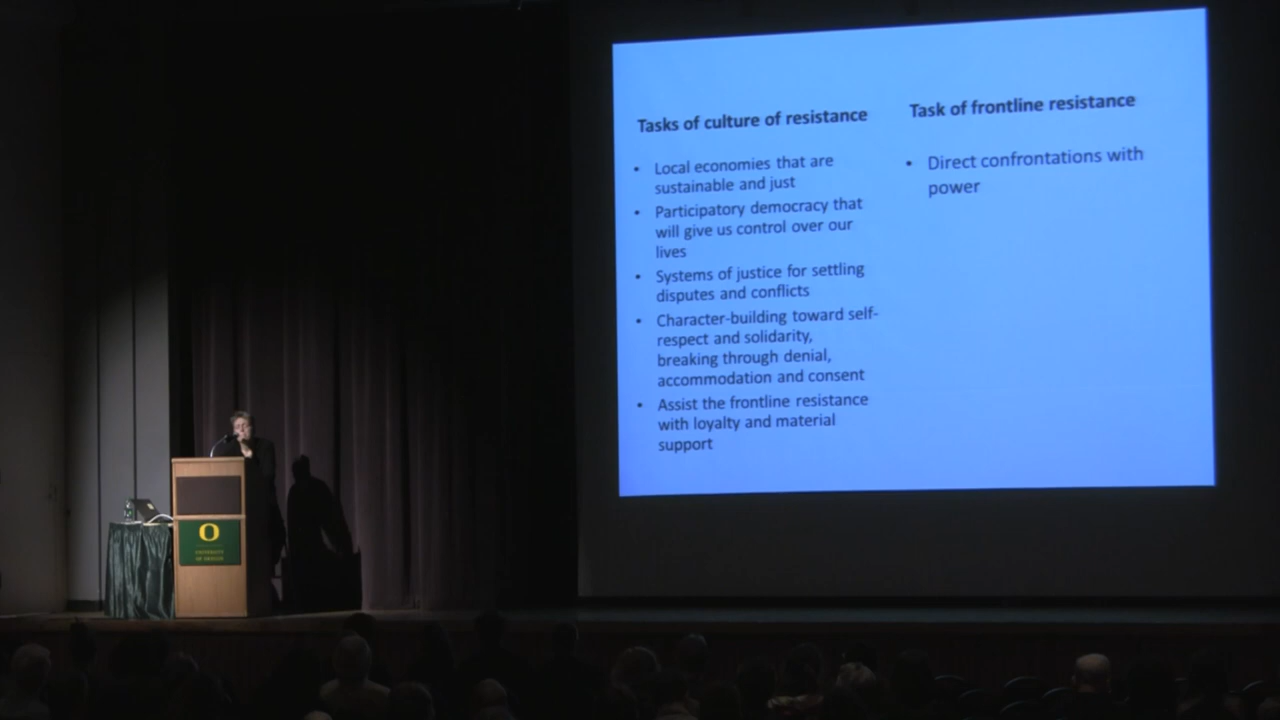 Tasks of culture of resistance
• Local economies that are
sustainable and just
• Participatory democracy that
will give us control over our
lives
• Systems of justice for settling
disputes and conflicts
• Character-building toward self-
respect and solidarity,
breaking through denial,
accommodation and consent
• Assist the frontline resistance
with loyalty and material
support
Task of frontline resistance
• Direct confrontations with
power
O
UNIVERSITY
OF OREGON